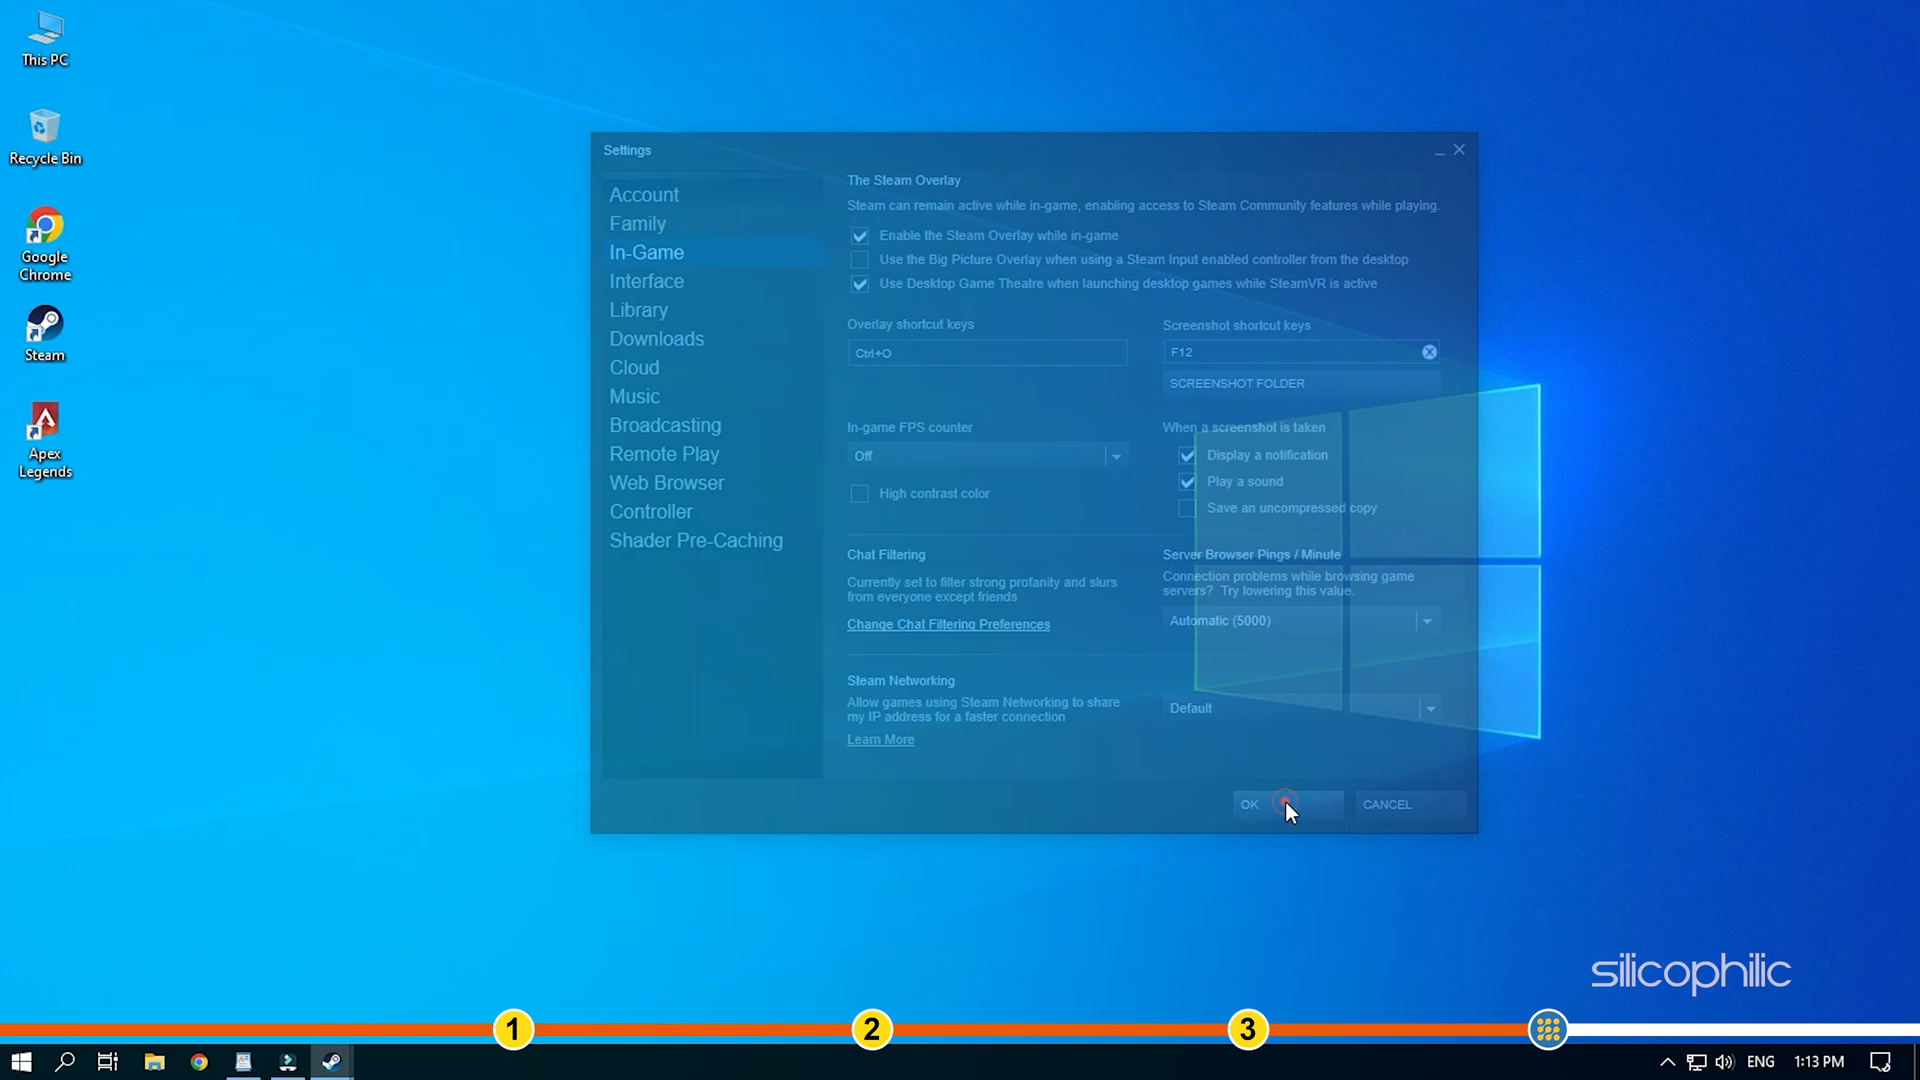 This PC
Recycle Bin
Google
Chrome
Steam
Apex
Legends
Settings
Account
Family
In-Game
Interface
Library
Downloads
Cloud
Music
Broadcasting
Remote Play
Web Browser
Controller
Shader Pre-Caching
The Steam Overlay
Steam can remain active while in-game, enabling access to Steam Community features while playing.
Enable the Steam Overlay while in-game
Use the Big Picture Overlay when using a Steam Input enabled controller from the desktop
Use Desktop Game Theatre when launching desktop games while SteamVR is active
Overlay shortcut keys
Ctrl+O
Screenshot shortcut keys
F12
SCREENSHOT FOLDER
In-game FPS counter
Off
High contrast color
When a screenshot is taken
Display a notification
Play a sound
Save an uncompressed copy
Chat Filtering
Currently set to filter strong profanity and slurs
from everyone except friends
Change Chat Filtering Preferences
Server Browser Pings / Minute
Connection problems while browsing game
servers? Try lowering this value.
Automatic (5000)
Steam Networking
Allow games using Steam Networking to share
my IP address for a faster connection
Learn More
Default
OK
CANCEL
silicophilic
1
2
3
ENG
1:13 PM